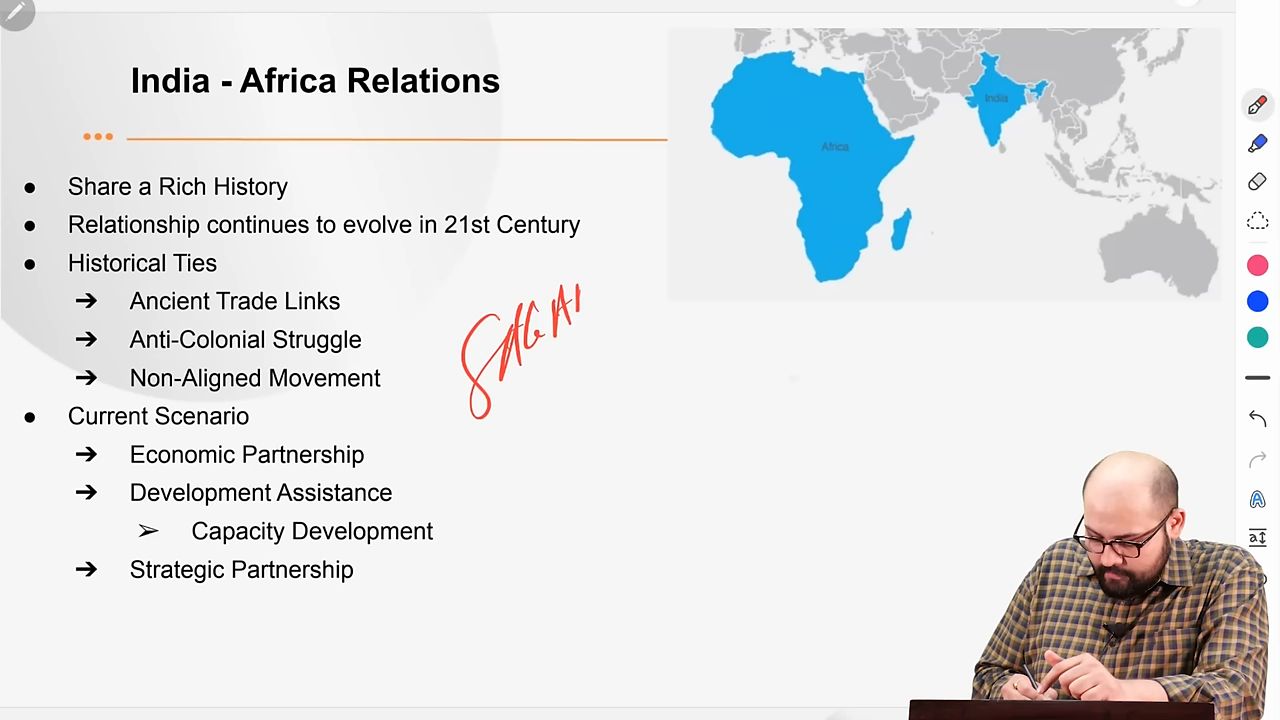 India - Africa Relations
Africa
India
● Share a Rich History
● Relationship continues to evolve in 21st Century
● Historical Ties
➔ Ancient Trade Links
➔ Anti-Colonial Struggle
➔ Non-Aligned Movement
SAGA
● Current Scenario
➔ Economic Partnership
➔ Development Assistance
➢ Capacity Development
➔ Strategic Partnership